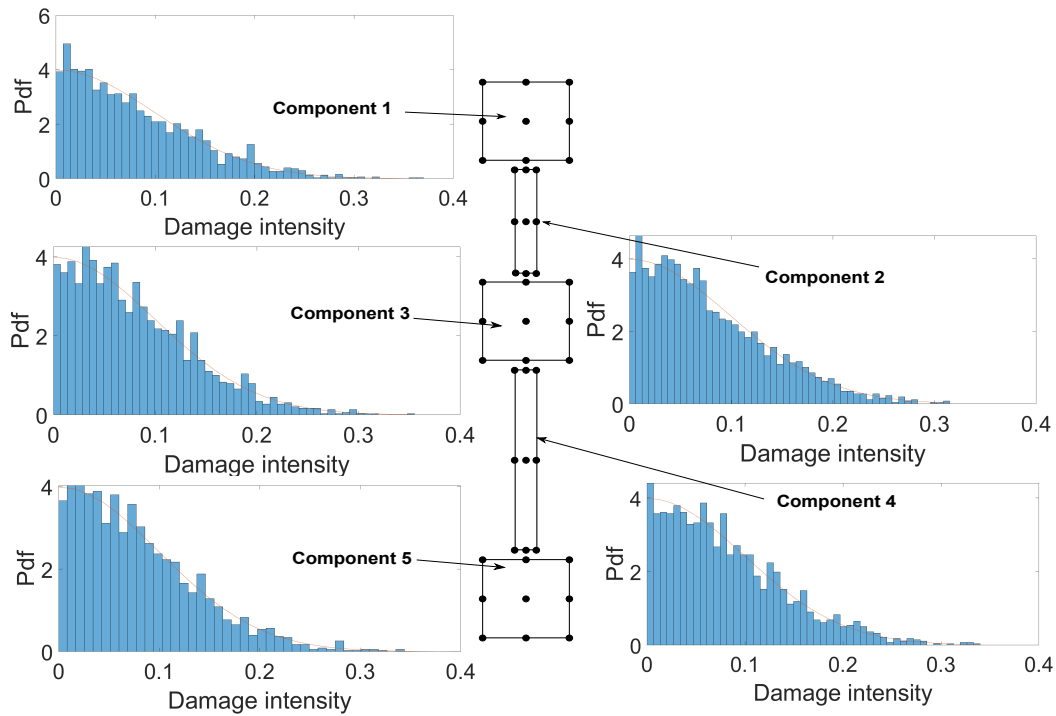 6
4
2
0
Pdf
0 0.1 0.2 0.3 0.4
Damage intensity
Component 1
4
2
0
Pdf
0 0.1 0.2 0.3 0.4
Damage intensity
Component 3
4
2
0
Pdf
0 0.1 0.2 0.3 0.4
Damage intensity
Component 2
4
2
0
Pdf
0 0.1 0.2 0.3 0.4
Damage intensity
Component 5
4
2
0
Pdf
0 0.1 0.2 0.3 0.4
Damage intensity
Component 4